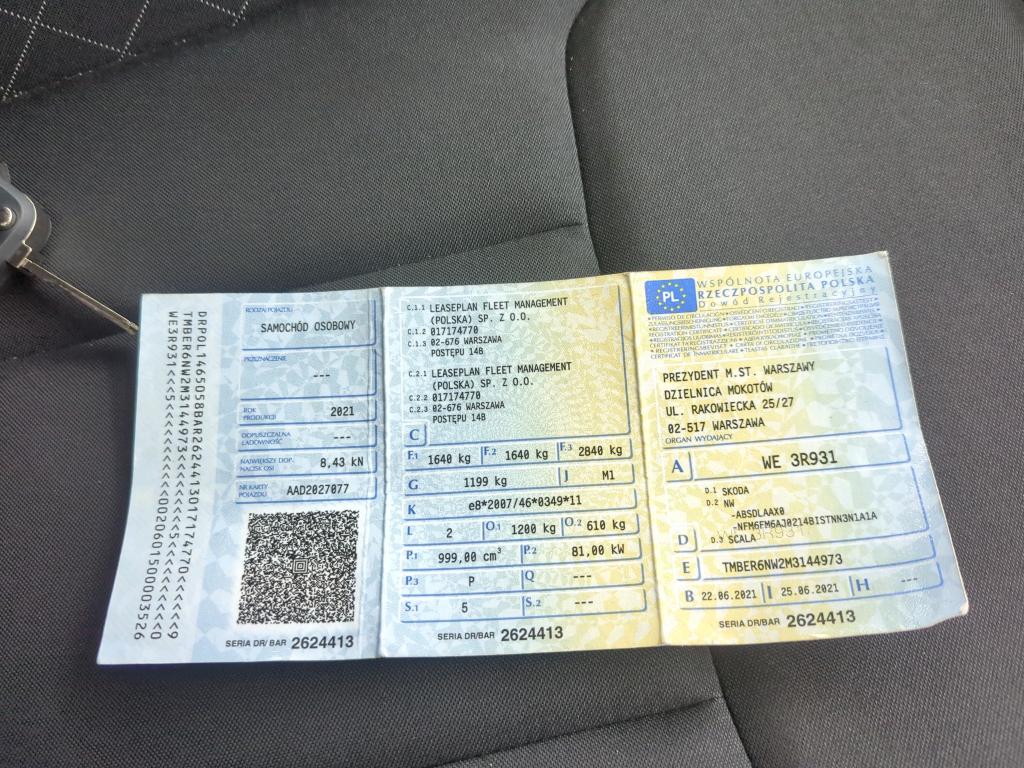 DRPOL1465058BAR2624413017174770<<<<<<9
TMBER6NW2M3144973<<<<<<5<<<<<<<<<<<<<0
WE3R931<<5<<<<<<<<<<<<<002060150003526
RODZAJ POJAZDU
SAMOCHÓD OSOBOWY
PRZEZNACZENIE
---
ROK PRODUKCJI 2021
DOPUSZCZALNA ŁADOWNOŚĆ ---
NAJWIĘKSZY DOP. NACISK OSI 8,43 kN
NR KARTY POJAZDU AAD2027077
SERIA DR/BAR 2624413
C.1.1 LEASEPLAN FLEET MANAGEMENT
(POLSKA) SP. Z O.O.
C.1.2 017174770
C.1.3 02-676 WARSZAWA
POSTĘPU 14B
C.2.1 LEASEPLAN FLEET MANAGEMENT
(POLSKA) SP. Z O.O.
C.2.2 017174770
C.2.3 02-676 WARSZAWA
POSTĘPU 14B
C
F.1 1640 kg F.2 1640 kg F.3 2840 kg
G 1199 kg J M1
K e8*2007/46*0349*11
L 2 O.1 1200 kg O.2 610 kg
P.1 999,00 cm³ P.2 81,00 kW
P.3 P Q ---
S.1 5 S.2 ---
SERIA DR/BAR 2624413
PL
WSPÓLNOTA EUROPEJSKA
RZECZPOSPOLITA POLSKA
Dowód Rejestracyjny
PREZYDENT M.ST. WARSZAWY
DZIELNICA MOKOTÓW
UL. RAKOWIECKA 25/27
02-517 WARSZAWA
ORGAN WYDAJĄCY
A WE 3R931
D.1 SKODA
D.2 NW
-ABSDLAAX0
-NFM6FM6AJ0214BISTNN3N1A1A
D D.3 SCALA
E TMBER6NW2M3144973
B 22.06.2021 I 25.06.2021 H ---
SERIA DR/BAR 2624413